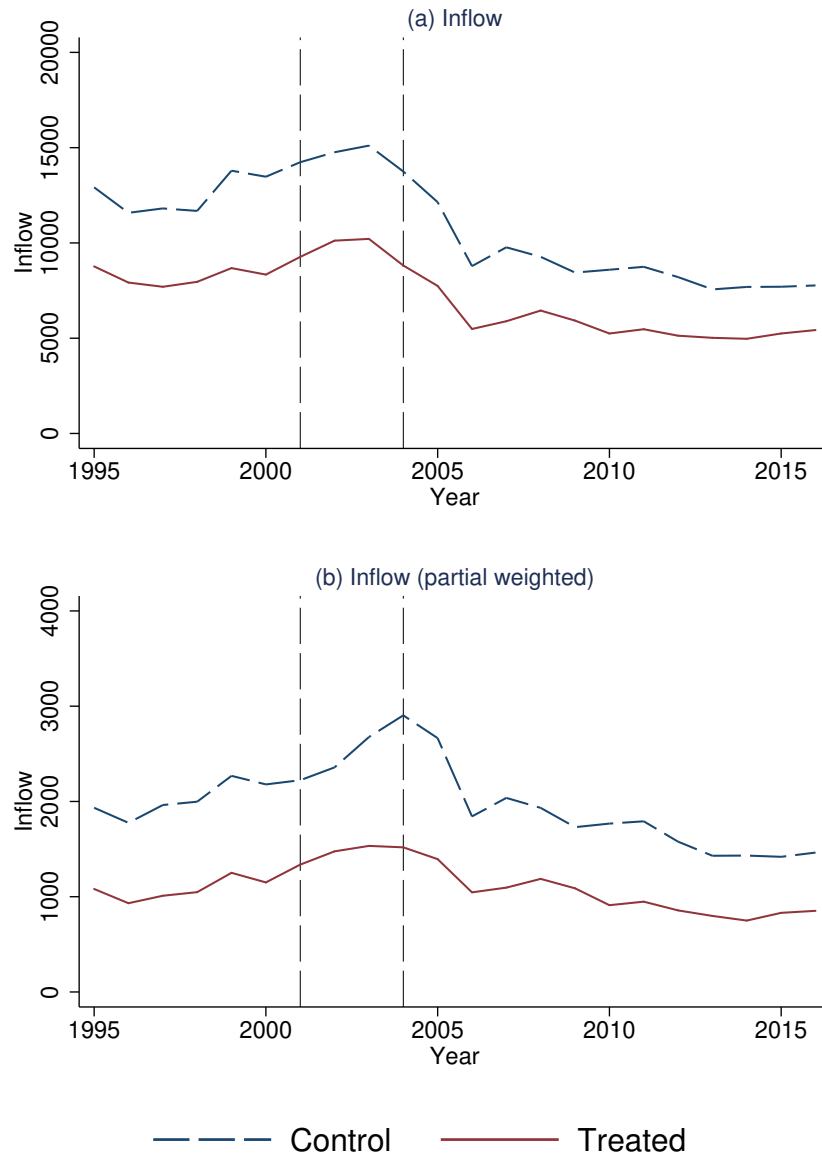 (a) Inflow
20000
15000
10000
5000
0
Inflow
1995 2000 2005 2010 2015
Year
(b) Inflow (partial weighted)
4000
3000
2000
1000
0
Inflow
1995 2000 2005 2010 2015
Year
Control Treated